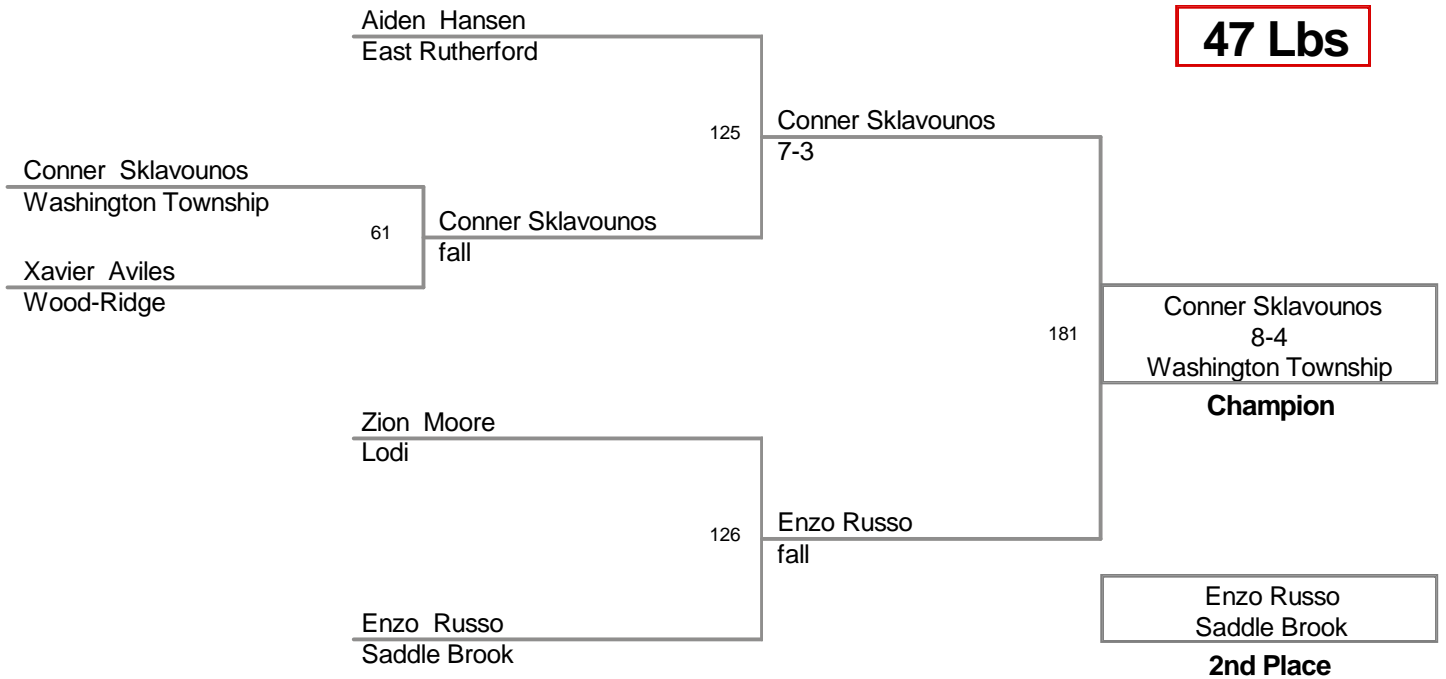 Aiden Hansen
East Rutherford
47 Lbs
125
Conner Sklavounos
7-3
Conner Sklavounos
Washington Township
61
Conner Sklavounos
fall
Xavier Aviles
Wood-Ridge
181
Conner Sklavounos
8-4
Washington Township
Champion
Zion Moore
Lodi
126
Enzo Russo
fall
Enzo Russo
Saddle Brook
Enzo Russo
Saddle Brook
2nd Place